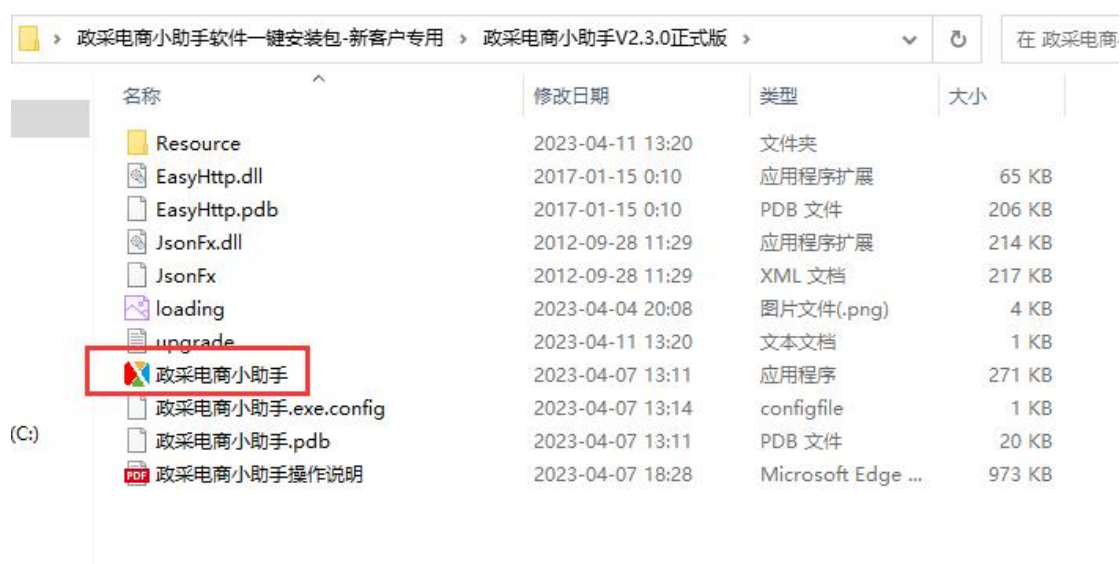 政采电商小助手软件一键安装包-新客户专用 › 政采电商小助手V2.3.0正式版 ›
在 政采电商
名称 修改日期 类型 大小
Resource 2023-04-11 13:20 文件夹
EasyHttp.dll 2017-01-15 0:10 应用程序扩展 65 KB
EasyHttp.pdb 2017-01-15 0:10 PDB 文件 206 KB
JsonFx.dll 2012-09-28 11:29 应用程序扩展 214 KB
JsonFx 2012-09-28 11:29 XML 文档 217 KB
loading 2023-04-04 20:08 图片文件(.png) 4 KB
upgrade 2023-04-11 13:20 文本文档 1 KB
政采电商小助手 2023-04-07 13:11 应用程序 271 KB
政采电商小助手.exe.config 2023-04-07 13:14 configfile 1 KB
(C:)
政采电商小助手.pdb 2023-04-07 13:11 PDB 文件 20 KB
PDF 政采电商小助手操作说明 2023-04-07 18:28 Microsoft Edge ... 973 KB